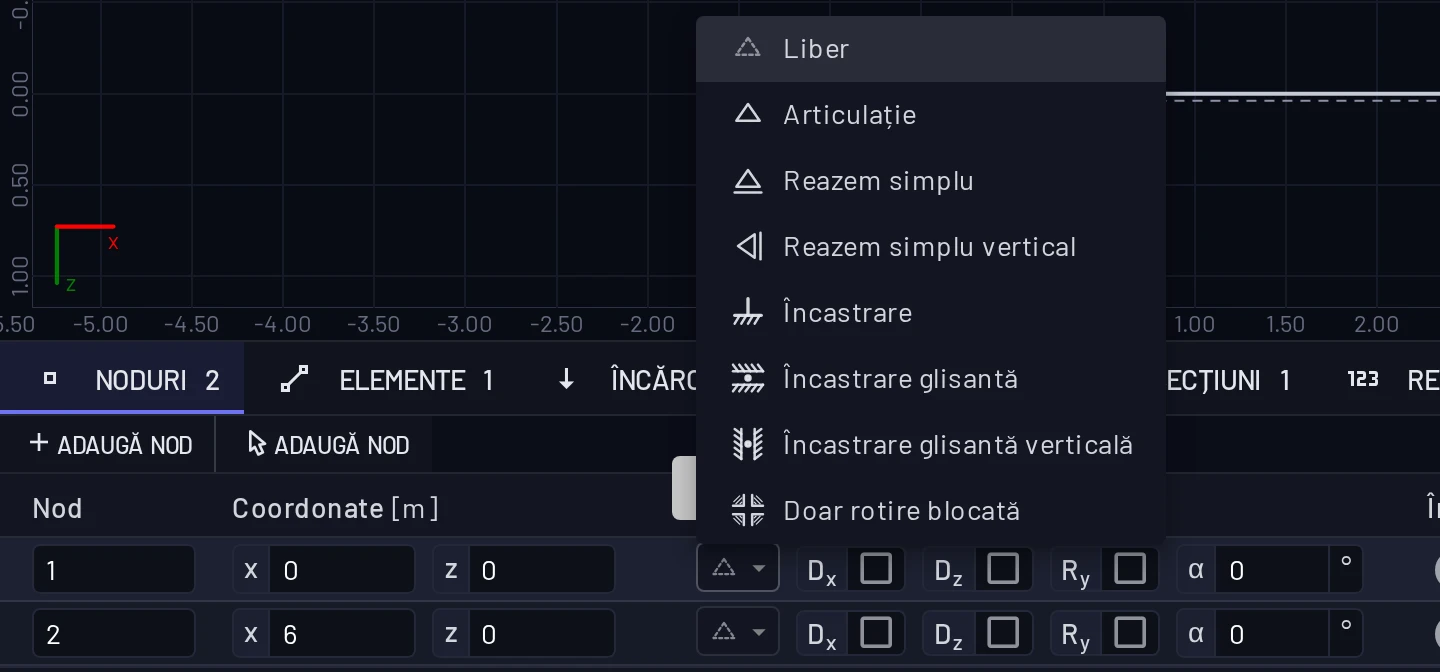 -0.
0.00
0.50
1.00
x
z
5.50 -5.00 -4.50 -4.00 -3.50 -3.00 -2.50 -2.00 1.00 1.50 2.00
Liber
Articulație
Reazem simplu
Reazem simplu vertical
Încastrare
Încastrare glisantă
Încastrare glisantă verticală
Doar rotire blocată
NODURI 2 ELEMENTE 1 ÎNCĂRC ECȚIUNI 1 123 RE
+ ADAUGĂ NOD ADAUGĂ NOD
Nod Coordonate [m] În
1 x 0 z 0 Dx Dz Ry α 0 °
2 x 6 z 0 Dx Dz Ry α 0 °